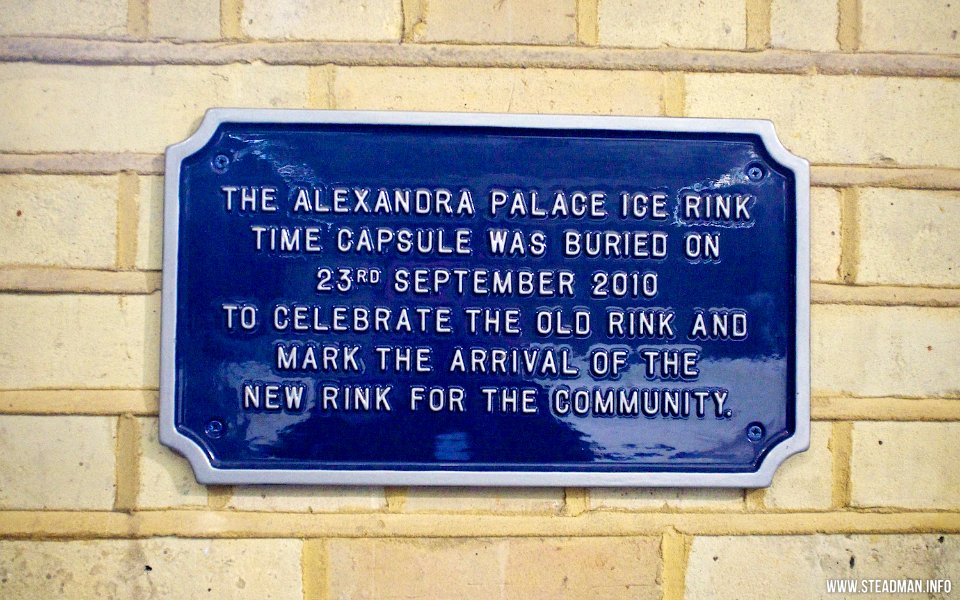 THE ALEXANDRA PALACE ICE RINK
TIME CAPSULE WAS BURIED ON
23RD SEPTEMBER 2010
TO CELEBRATE THE OLD RINK AND
MARK THE ARRIVAL OF THE
NEW RINK FOR THE COMMUNITY.
WWW.STEADMAN.INFO